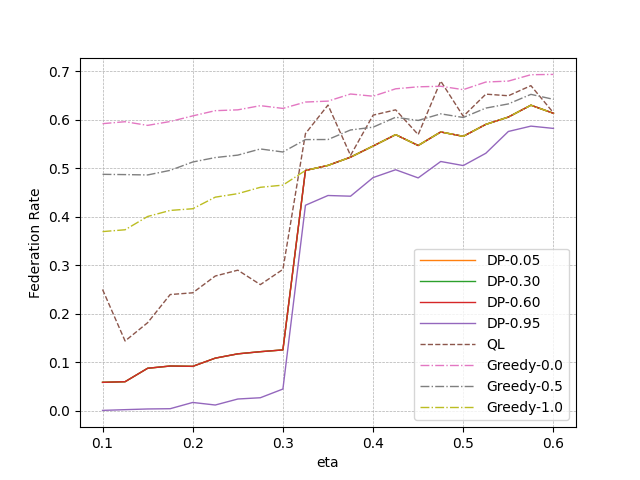 0.7
0.6
0.5
0.4
0.3
0.2
0.1
0.0
Federation Rate
DP-0.05
DP-0.30
DP-0.60
DP-0.95
QL
Greedy-0.0
Greedy-0.5
Greedy-1.0
0.1 0.2 0.3 0.4 0.5 0.6
eta